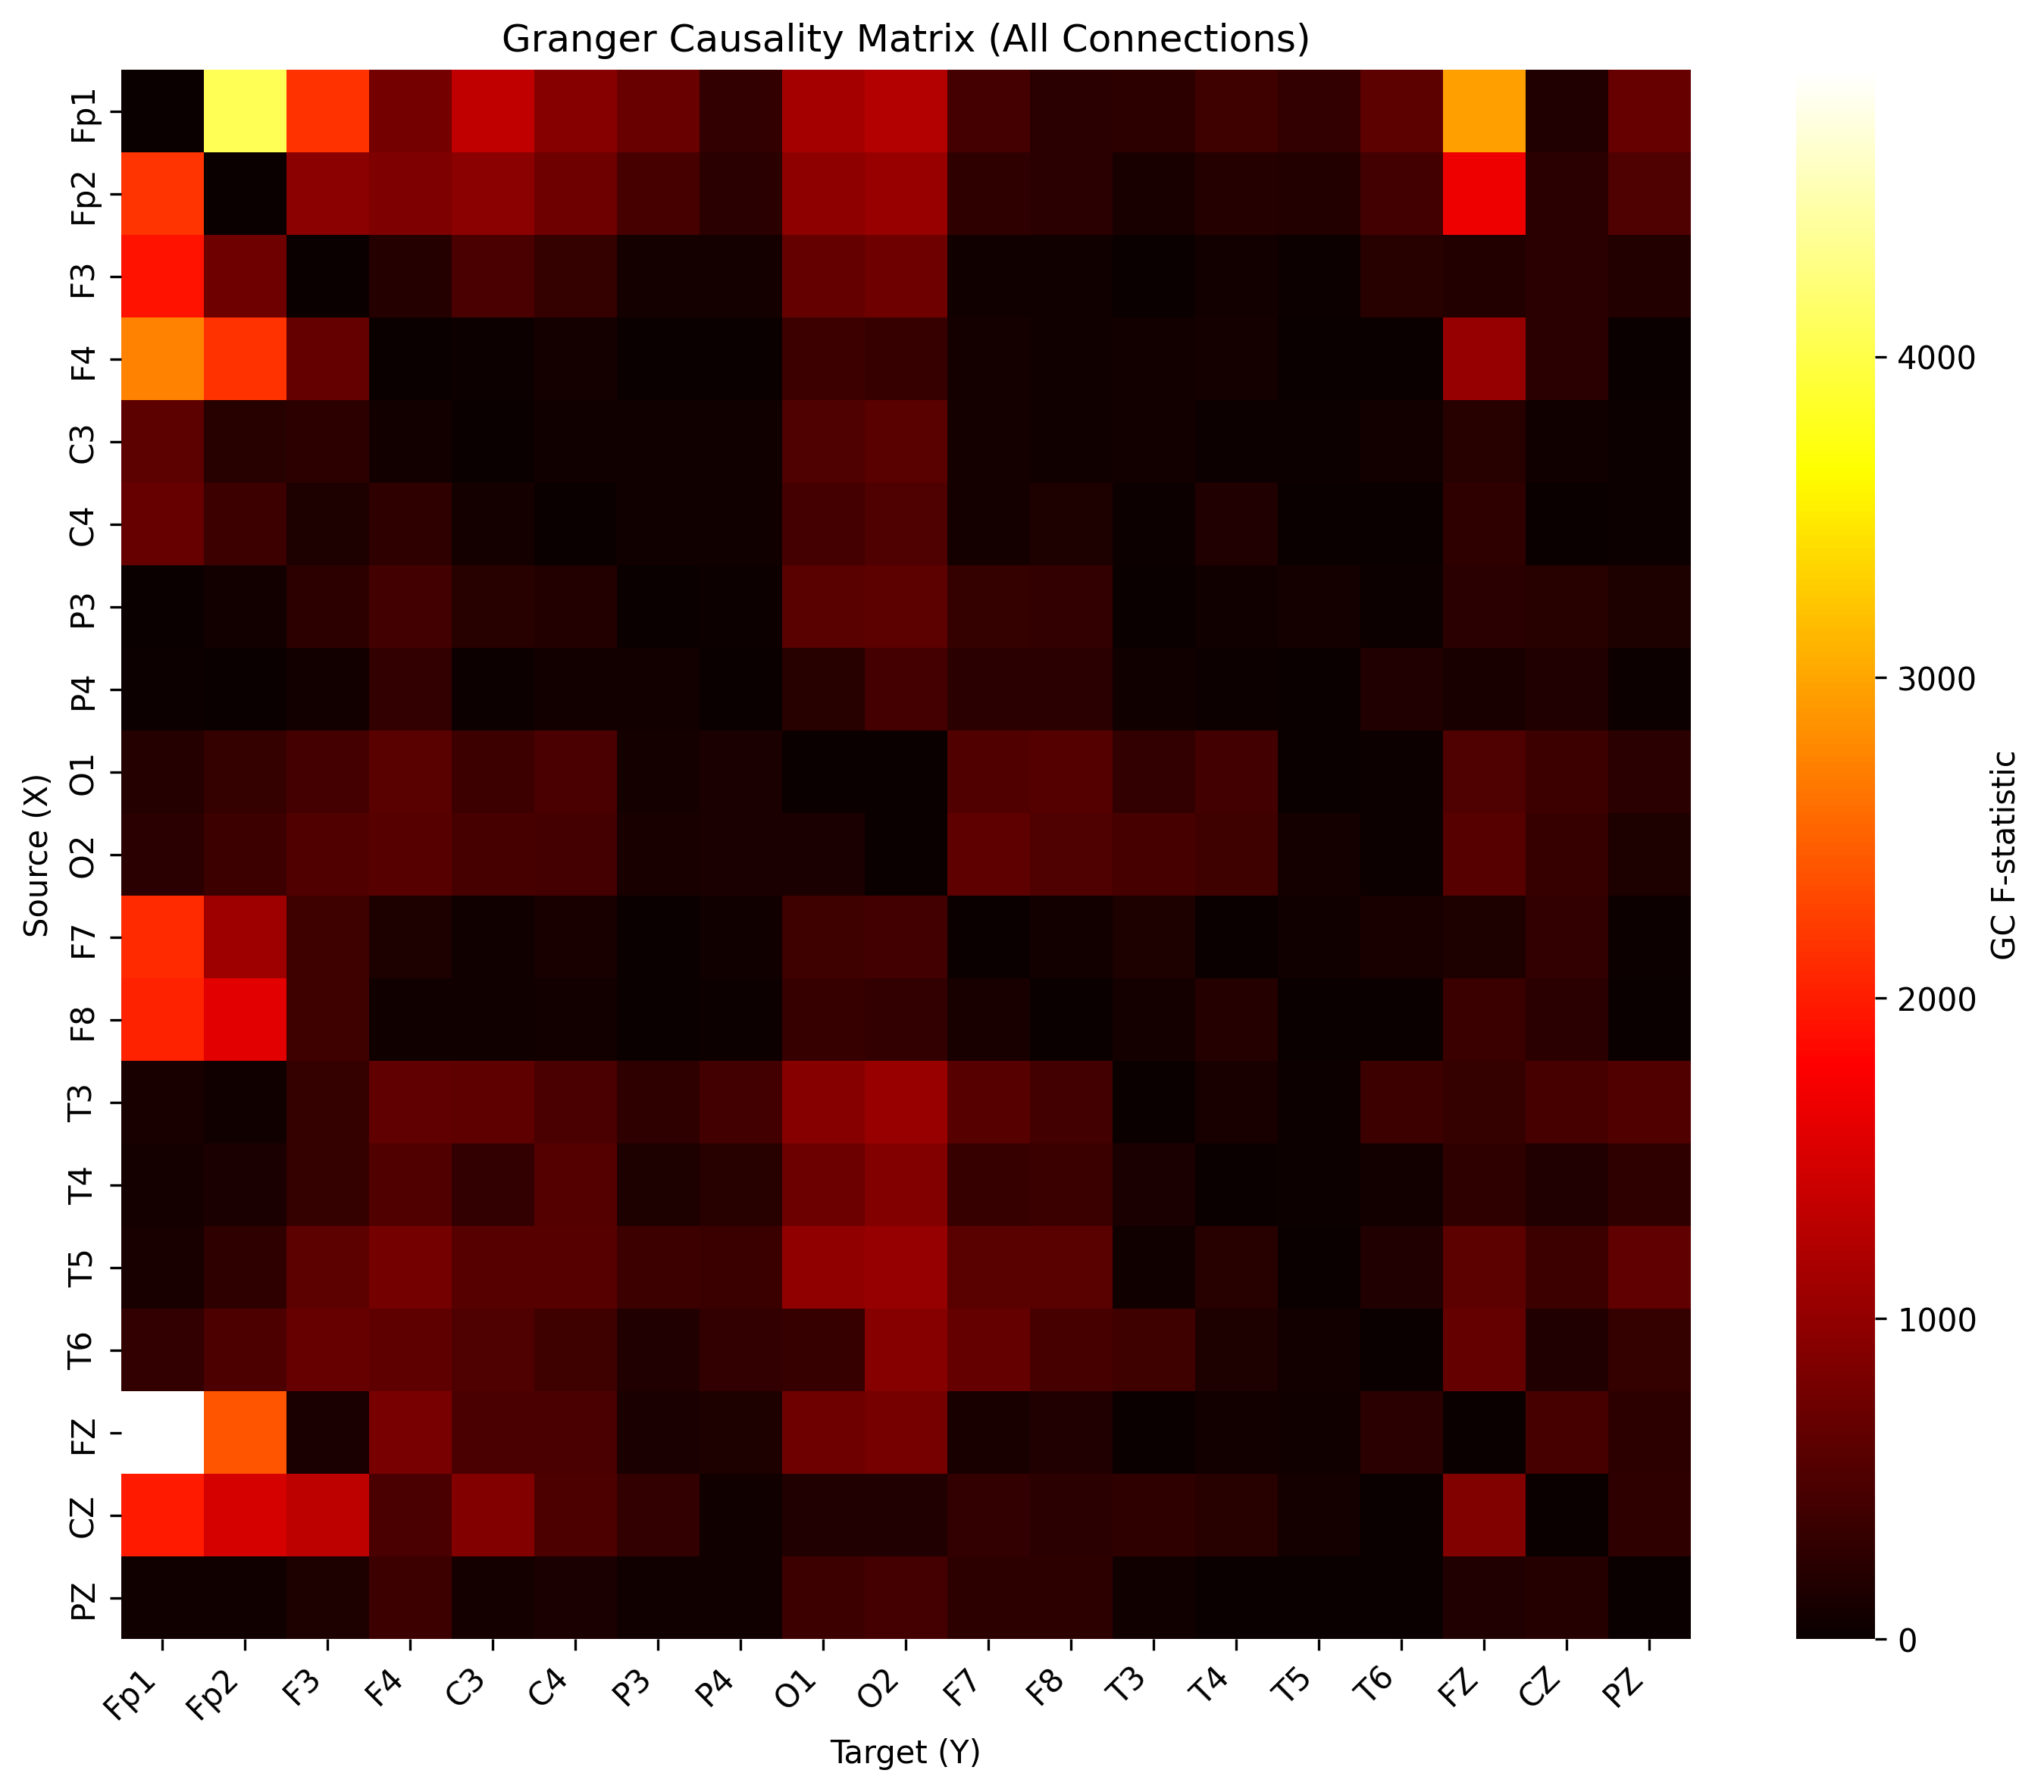 Granger Causality Matrix (All Connections)
Source (X)
Fp1
Fp2
F3
F4
C3
C4
P3
P4
O1
O2
F7
F8
T3
T4
T5
T6
FZ
CZ
PZ
Fp1 Fp2 F3 F4 C3 C4 P3 P4 O1 O2 F7 F8 T3 T4 T5 T6 FZ CZ PZ
Target (Y)
4000
3000
2000
1000
0
GC F-statistic